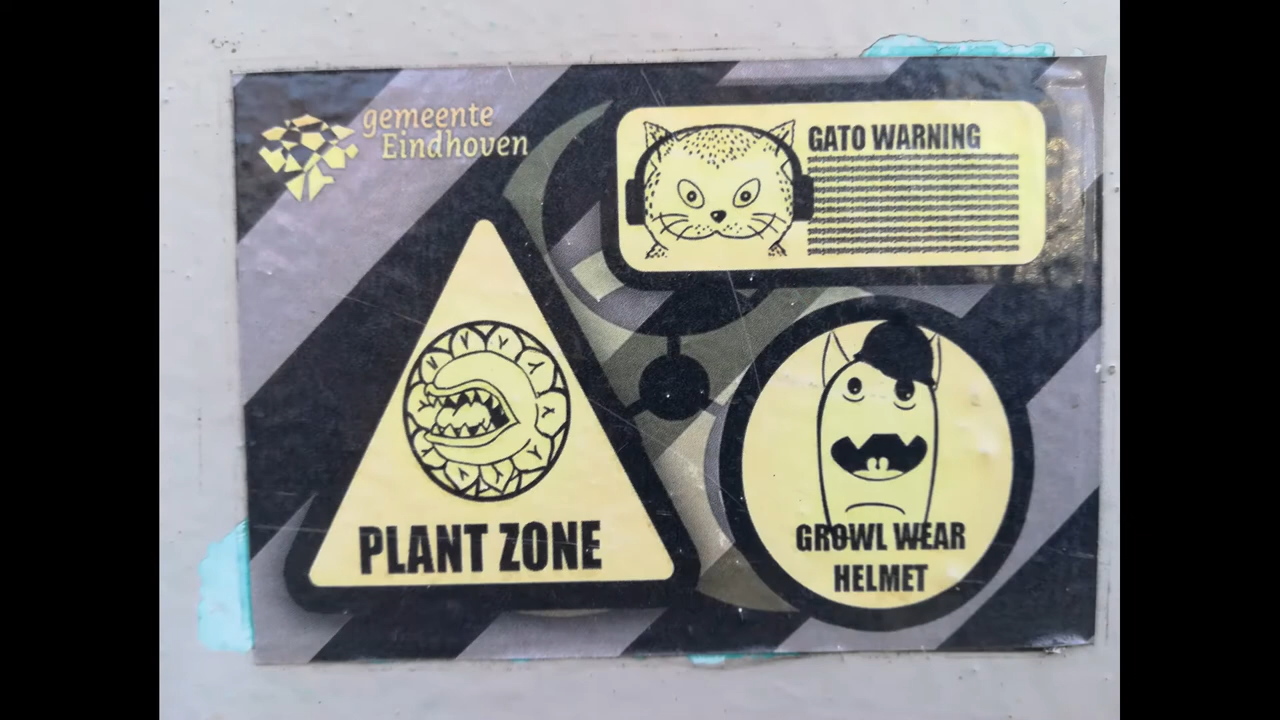 gemeente
Eindhoven
GATO WARNING
PLANT ZONE
GROWL WEAR
HELMET